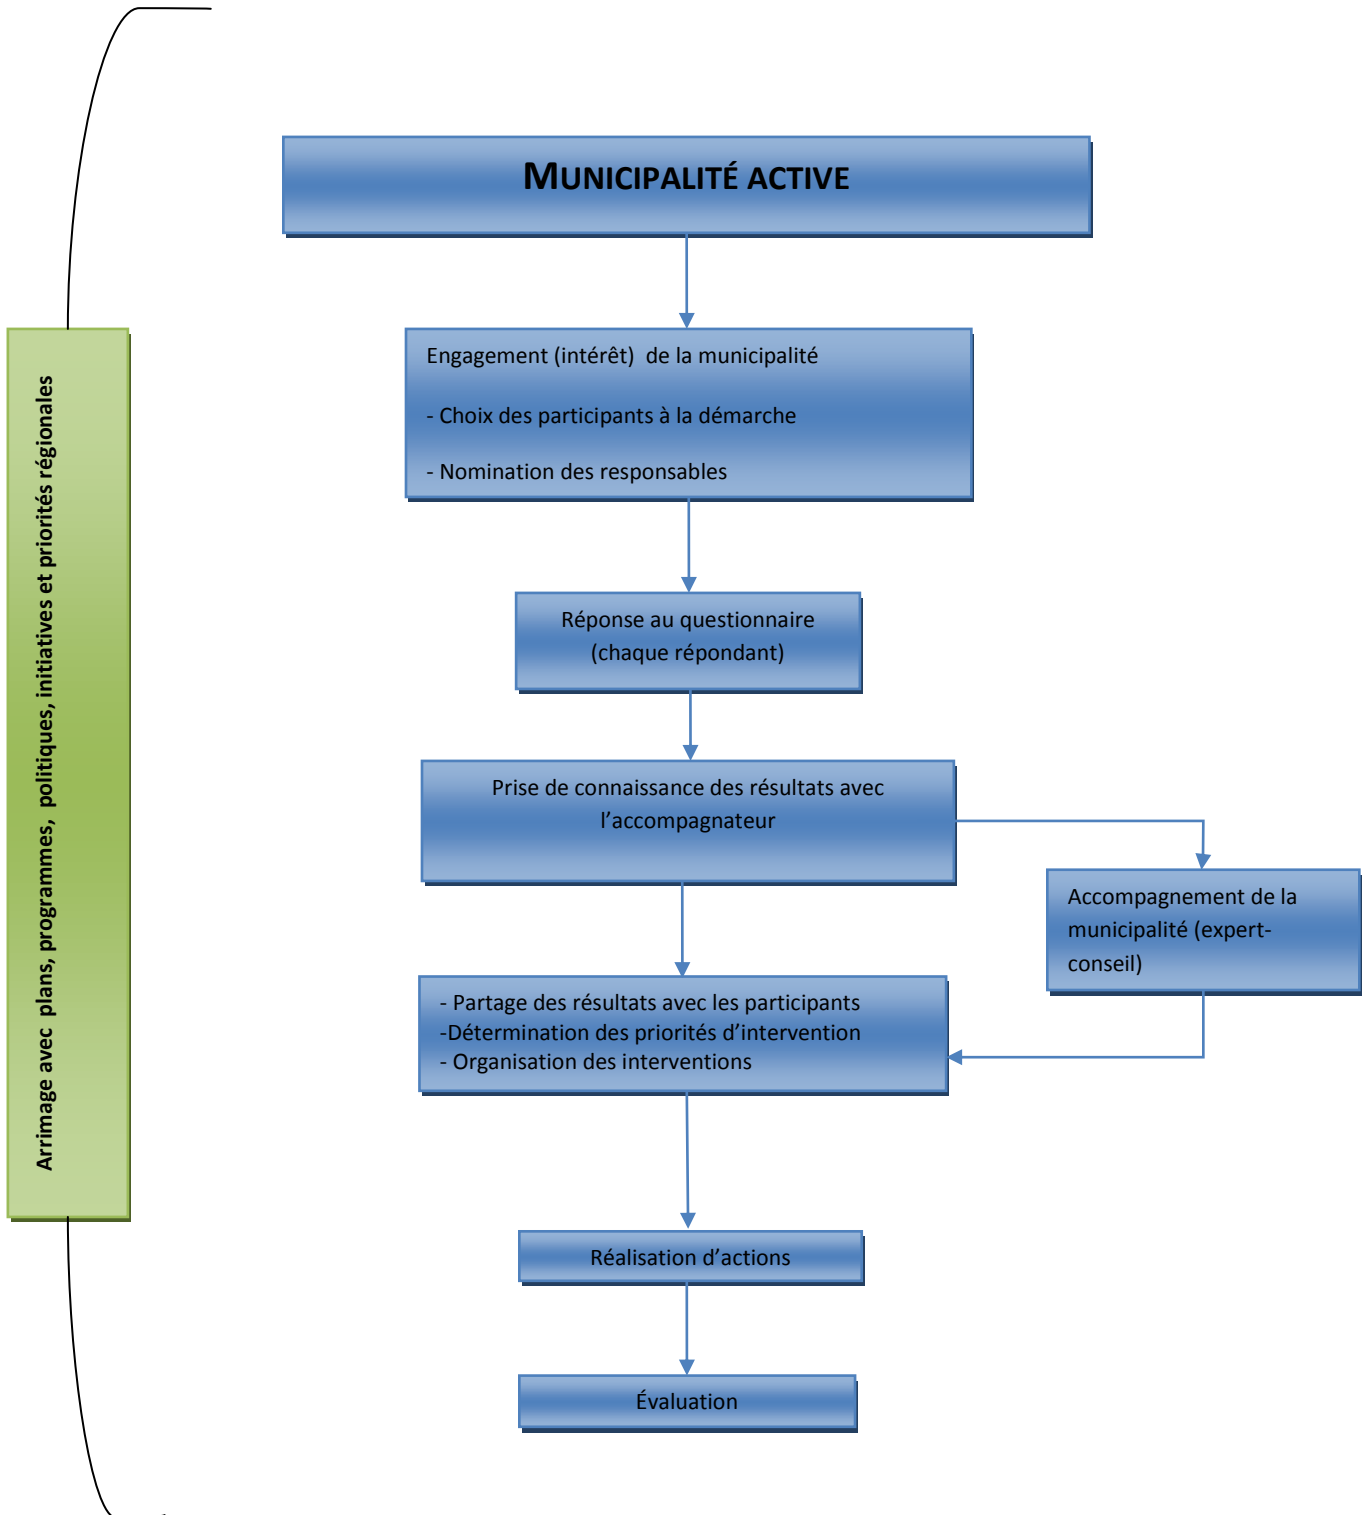 MUNICIPALITÉ ACTIVE
Engagement (intérêt)  de la municipalité
- Choix des participants à la démarche
- Nomination des responsables
Arrimage avec  plans, programmes,  politiques, initiatives et priorités régionales
Réponse au questionnaire
(chaque répondant)
Prise de connaissance des résultats avec
l’accompagnateur
Accompagnement de la
municipalité (expert-
conseil)
- Partage des résultats avec les participants
-Détermination des priorités d’intervention
- Organisation des interventions
Réalisation d’actions
Évaluation